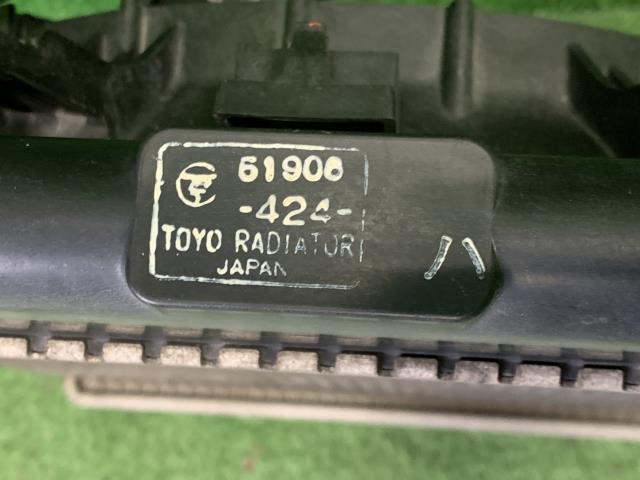 51906
-424-
TOYO RADIATOR
JAPAN
ハ